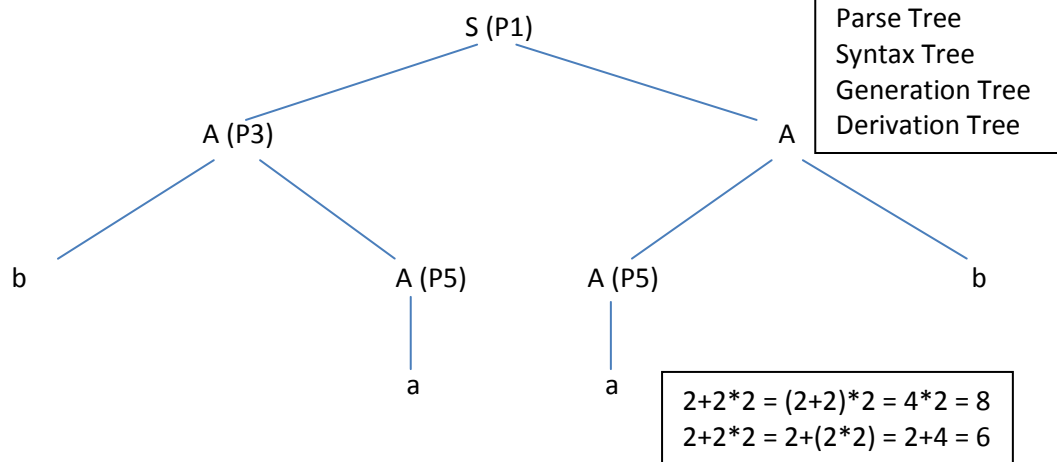 S (P1)
Parse Tree
Syntax Tree
Generation Tree
Derivation Tree
A (P3)
A
b
A (P5)
A (P5)
b
a
a
2+2*2 = (2+2)*2 = 4*2 = 8
2+2*2 = 2+(2*2) = 2+4 = 6